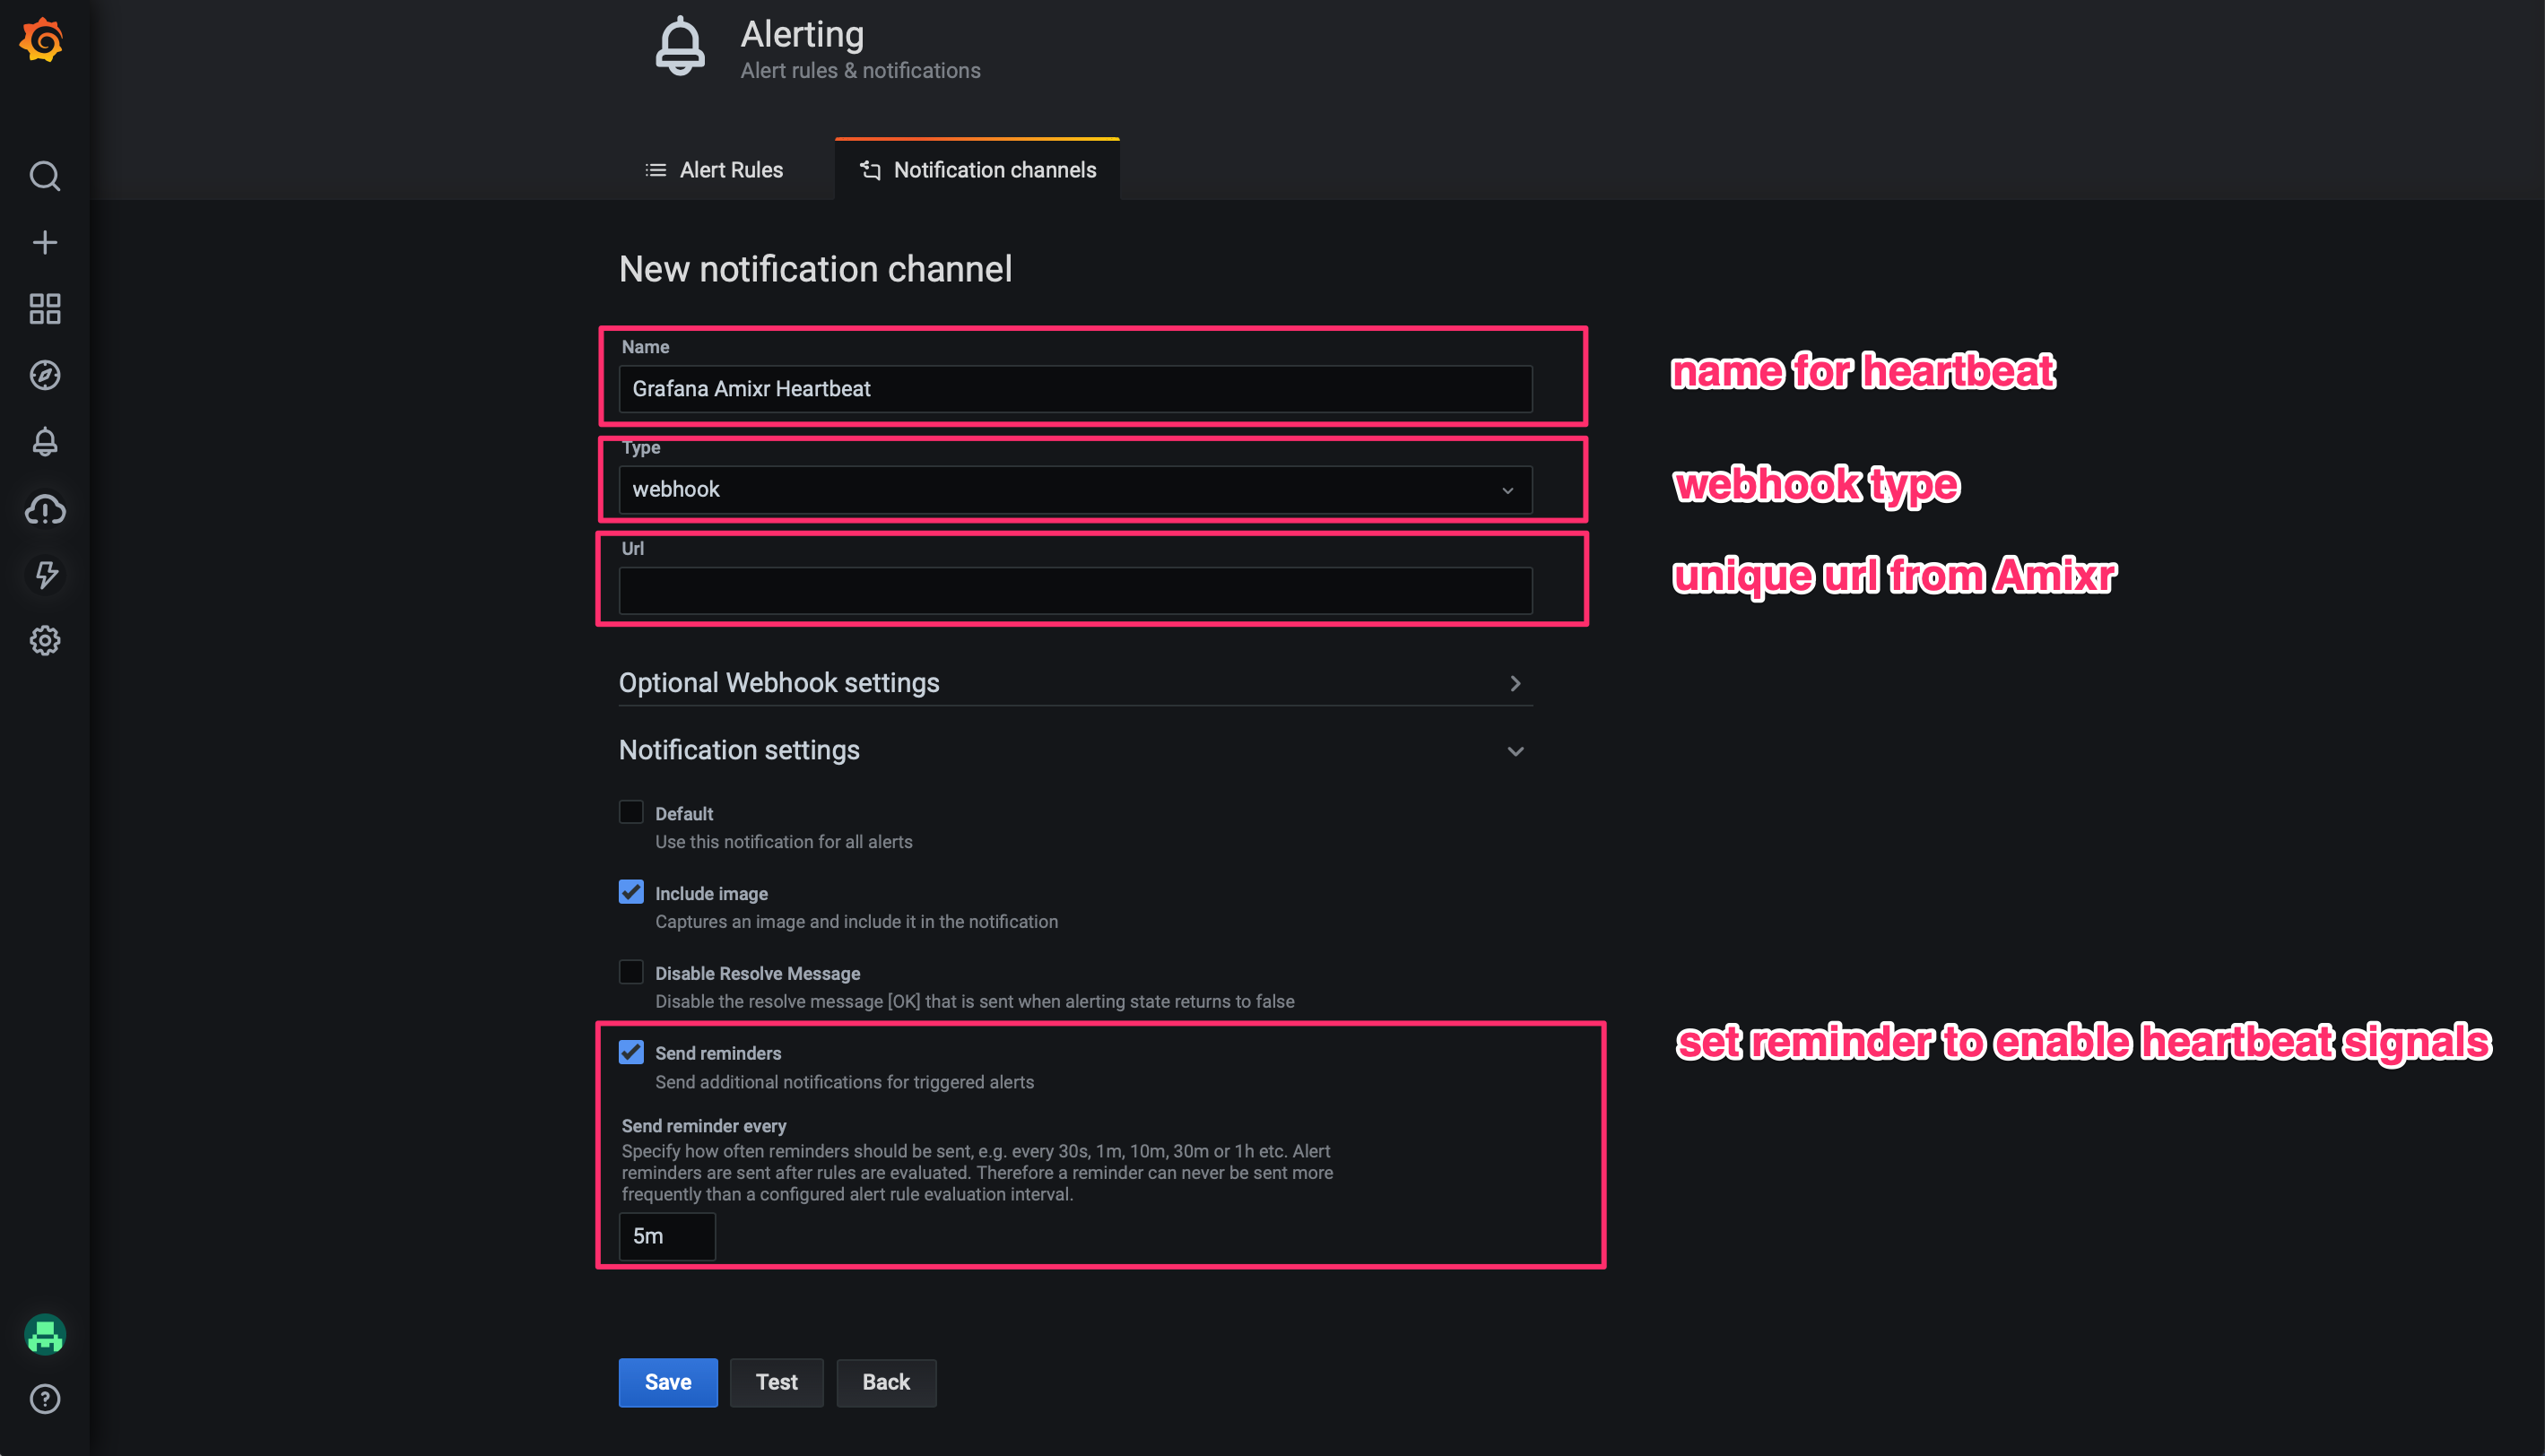 Alerting
Alert rules & notifications
Alert Rules
Notification channels
New notification channel
Name
Grafana Amixr Heartbeat
name for heartbeat
Type
webhook
webhook type
Url
unique url from Amixr
Optional Webhook settings
Notification settings
Default
Use this notification for all alerts
Include image
Captures an image and include it in the notification
Disable Resolve Message
Disable the resolve message [OK] that is sent when alerting state returns to false
Send reminders
set reminder to enable heartbeat signals
Send additional notifications for triggered alerts
Send reminder every
Specify how often reminders should be sent, e.g. every 30s, 1m, 10m, 30m or 1h etc. Alert
reminders are sent after rules are evaluated. Therefore a reminder can never be sent more
frequently than a configured alert rule evaluation interval.
5m
Save
Test
Back